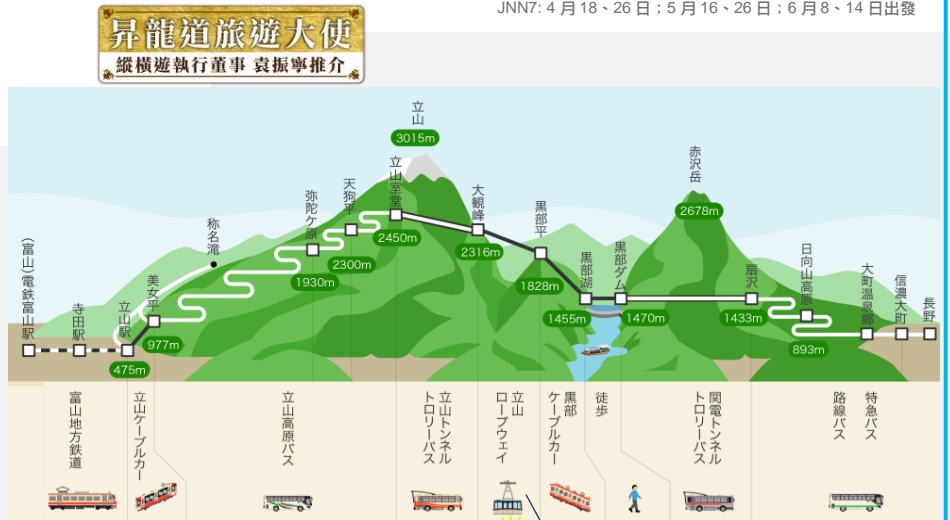 JNN7: 4 月 18、26 日；5 月 16、26 日；6 月 8、14 日出發
昇龍道旅遊大使
縱橫遊執行董事 袁振寧推介
立山
3015m
赤沢岳
2678m
(富山)電鉄富山駅
寺田駅
立山駅
475m
美女平
977m
称名滝
弥陀ケ原
1930m
天狗平
2300m
立山室堂
2450m
大観峰
2316m
黒部平
1828m
黒部湖
1455m
黒部ダム
1470m
扇沢
1433m
日向山高原
893m
大町温泉郷
信濃大町
長野
富山地方鉄道
立山ケーブルカー
立山高原バス
立山トンネル
トロリーバス
立山
ロープウェイ
黒部
ケーブルカー
徒歩
関電トンネル
トロリーバス
路線バス
特急バス